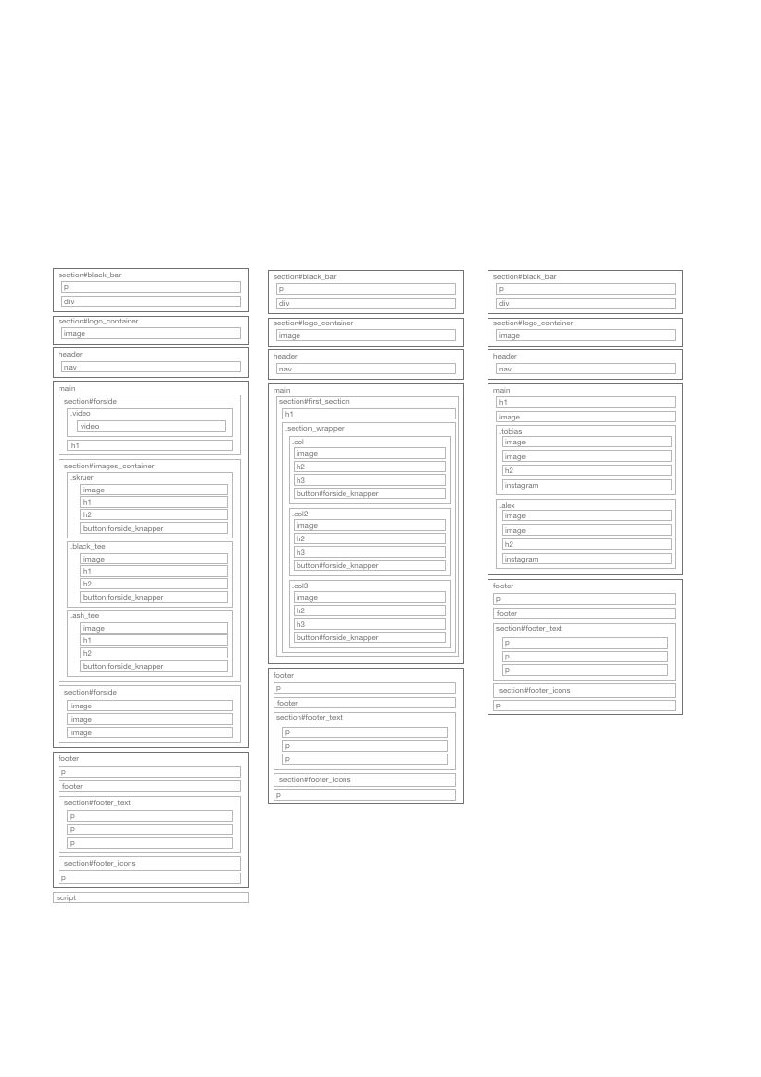 section#black_bar
p
div
section#logo_container
image
header
nav
main
section#forside
.video
video
h1
section#images_container
.skruer
image
h1
h2
button forside_knapper
.black_tee
image
h1
h2
button forside_knapper
.ash_tee
image
h1
h2
button forside_knapper
section#forside
image
image
image
footer
p
footer
section#footer_text
p
p
p
section#footer_icons
p
script
section#black_bar
p
div
section#logo_container
image
header
nav
main
section#first_section
h1
.section_wrapper
.col
image
h2
h3
button#forside_knapper
.col2
image
h2
h3
button#forside_knapper
.col3
image
h2
h3
button#forside_knapper
footer
p
footer
section#footer_text
p
p
p
section#footer_icons
p
section#black_bar
p
div
section#logo_container
image
header
nav
main
h1
image
.tobias
image
image
h2
instagram
.alex
image
image
h2
instagram
footer
p
footer
section#footer_text
p
p
p
section#footer_icons
p